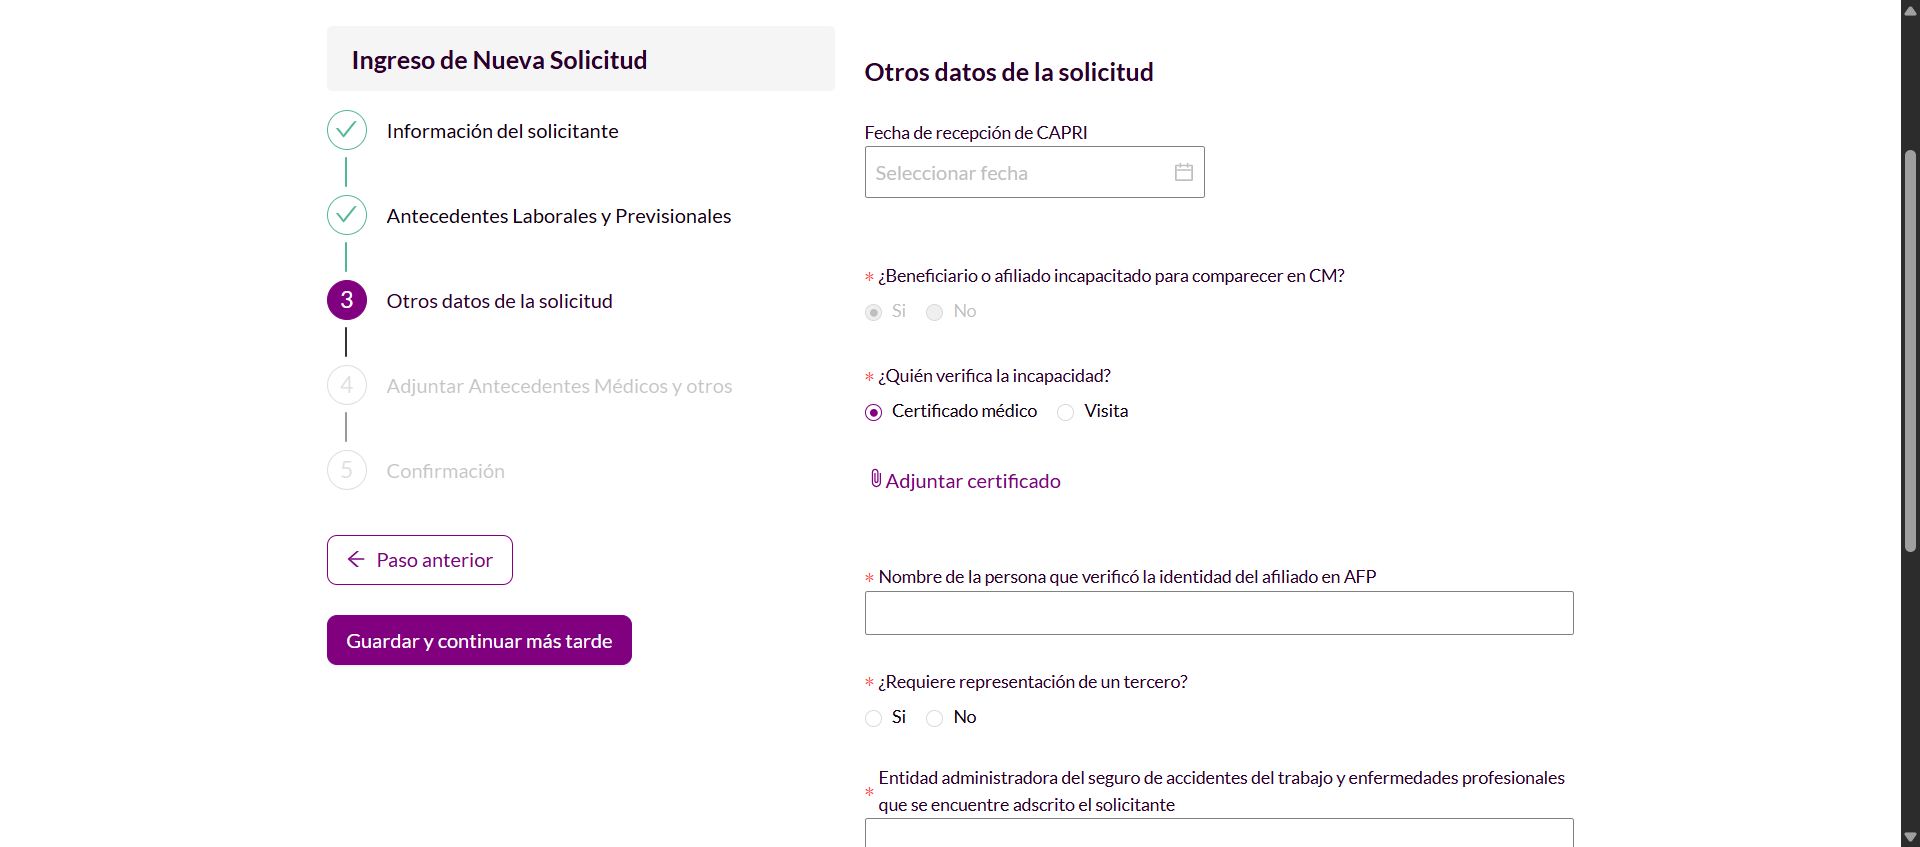 Ingreso de Nueva Solicitud
Información del solicitante
Antecedentes Laborales y Previsionales
3
Otros datos de la solicitud
4
Adjuntar Antecedentes Médicos y otros
5
Confirmación
Paso anterior
Guardar y continuar más tarde
Otros datos de la solicitud
Fecha de recepción de CAPRI
Seleccionar fecha
* ¿Beneficiario o afiliado incapacitado para comparecer en CM?
Si No
* ¿Quién verifica la incapacidad?
Certificado médico Visita
Adjuntar certificado
* Nombre de la persona que verificó la identidad del afiliado en AFP
* ¿Requiere representación de un tercero?
Si No
* Entidad administradora del seguro de accidentes del trabajo y enfermedades profesionales
que se encuentre adscrito el solicitante